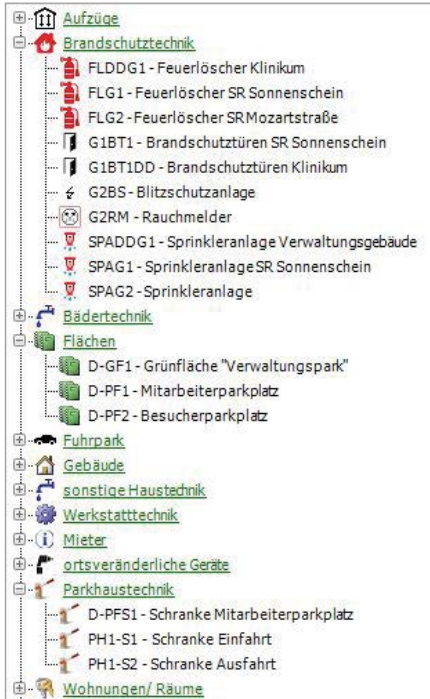 Aufzüge
Brandschutztechnik
FLDDG1 - Feuerlöscher Klinikum
FLG1 - Feuerlöscher SR Sonnenschein
FLG2 - Feuerlöscher SR Mozartstraße
G1BT1 - Brandschutztüren SR Sonnenschein
G1BT1DD - Brandschutztüren Klinikum
G2BS - Blitzschutzanlage
G2RM - Rauchmelder
SPADDG1 - Sprinkleranlage Verwaltungsgebäude
SPAG1 - Sprinkleranlage SR Sonnenschein
SPAG2 - Sprinkleranlage
Bädertechnik
Flächen
D-GF1 - Grünfläche "Verwaltungspark"
D-PF1 - Mitarbeiterparkplatz
D-PF2 - Besucherparkplatz
Fuhrpark
Gebäude
sonstige Haustechnik
Werkstatttechnik
Mieter
ortsveränderliche Geräte
Parkhaustechnik
D-PFS1 - Schranke Mitarbeiterparkplatz
PH1-S1 - Schranke Einfahrt
PH1-S2 - Schranke Ausfahrt
Wohnungen/ Räume